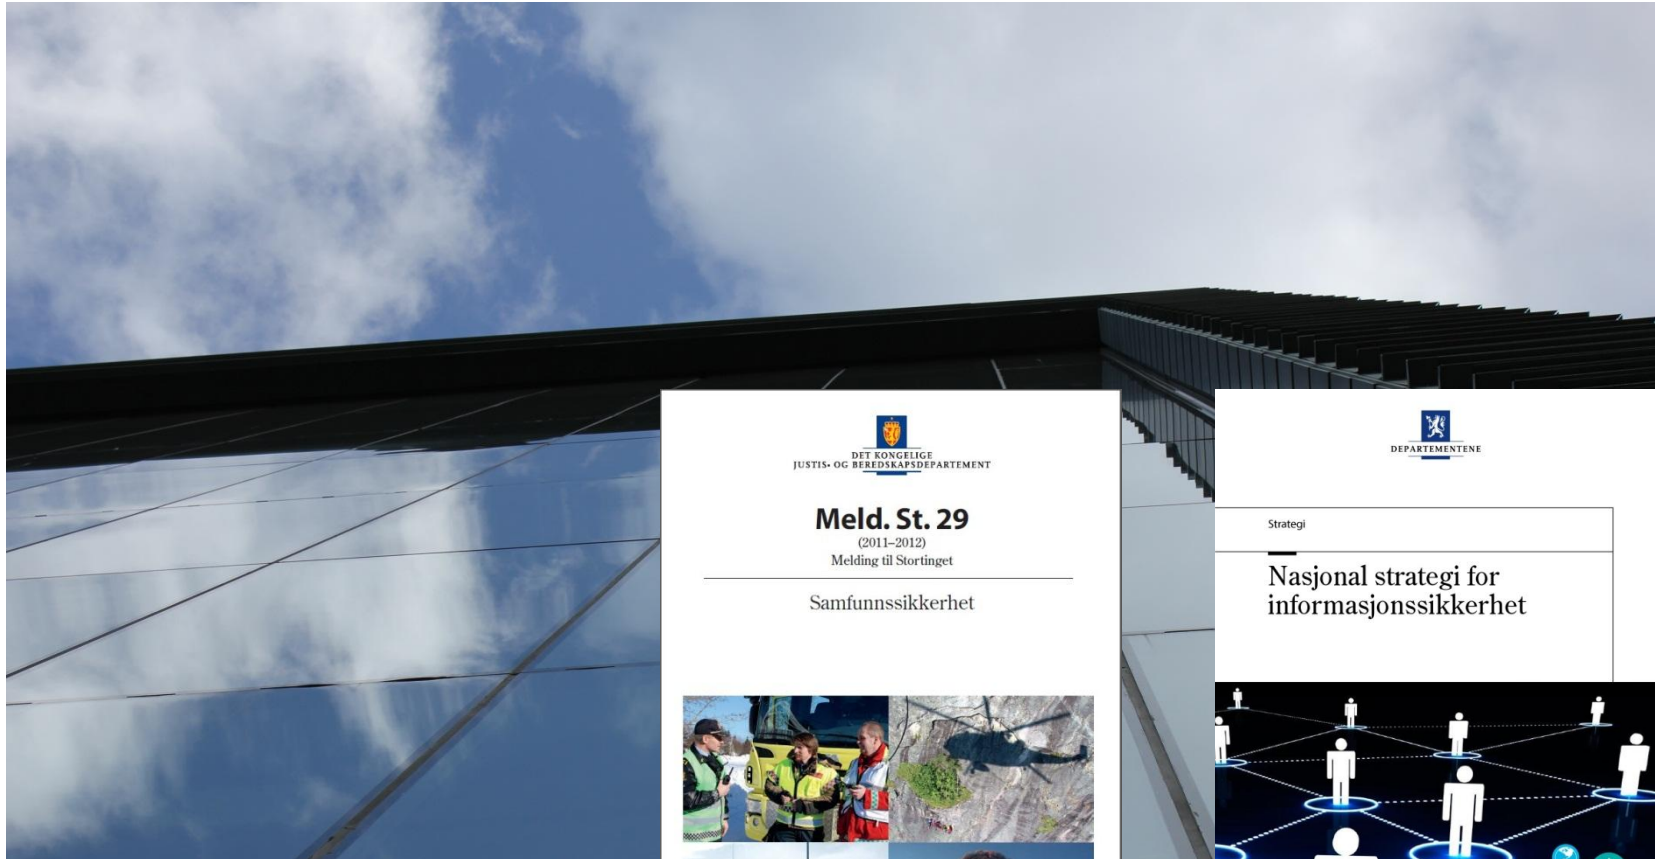 DET KONGELIGE
JUSTIS- OG BEREDSKAPSDEPARTEMENT
Meld. St. 29
(2011–2012)
Melding til Stortinget
Samfunnssikkerhet
DEPARTEMENTENE
Strategi
Nasjonal strategi for
informasjonssikkerhet